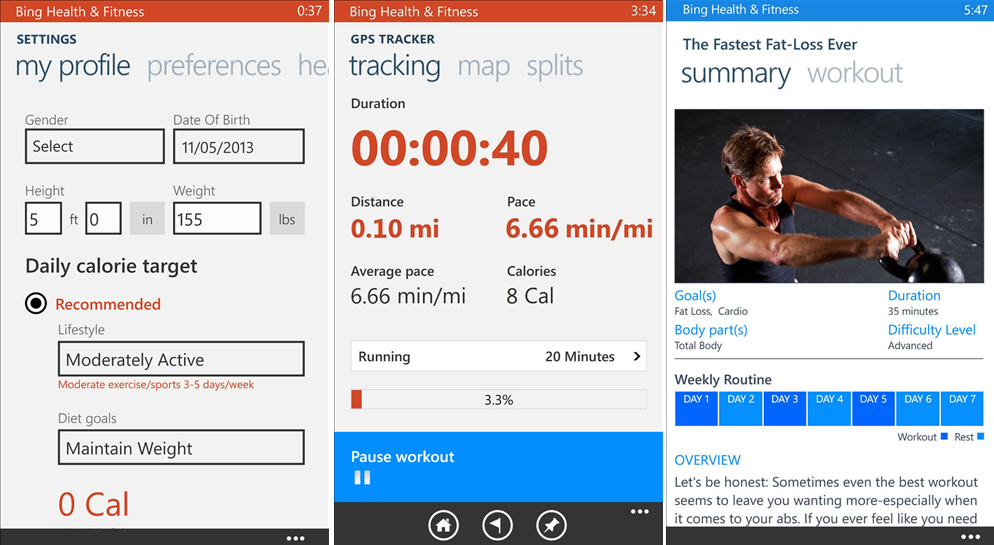 Bing Health & Fitness 0:37
SETTINGS
my profile preferences hea
Gender Date Of Birth
Select 11/05/2013
Height Weight
5 ft 0 in 155 lbs
Daily calorie target
Recommended
Lifestyle
Moderately Active
Moderate exercise/sports 3-5 days/week
Diet goals
Maintain Weight
0 Cal
Bing Health & Fitness 3:34
GPS TRACKER
tracking map splits
Duration
00:00:40
Distance Pace
0.10 mi 6.66 min/mi
Average pace Calories
6.66 min/mi 8 Cal
Running 20 Minutes
3.3%
Pause workout
Bing Health & Fitness 5:47
The Fastest Fat-Loss Ever
summary workout
Goal(s) Duration
Fat Loss, Cardio 35 minutes
Body part(s) Difficulty Level
Total Body Advanced
Weekly Routine
DAY 1 DAY 2 DAY 3 DAY 4 DAY 5 DAY 6 DAY 7
Workout Rest
OVERVIEW
Let's be honest: Sometimes even the best workout
seems to leave you wanting more-especially when
it comes to your abs. If you ever feel like you need